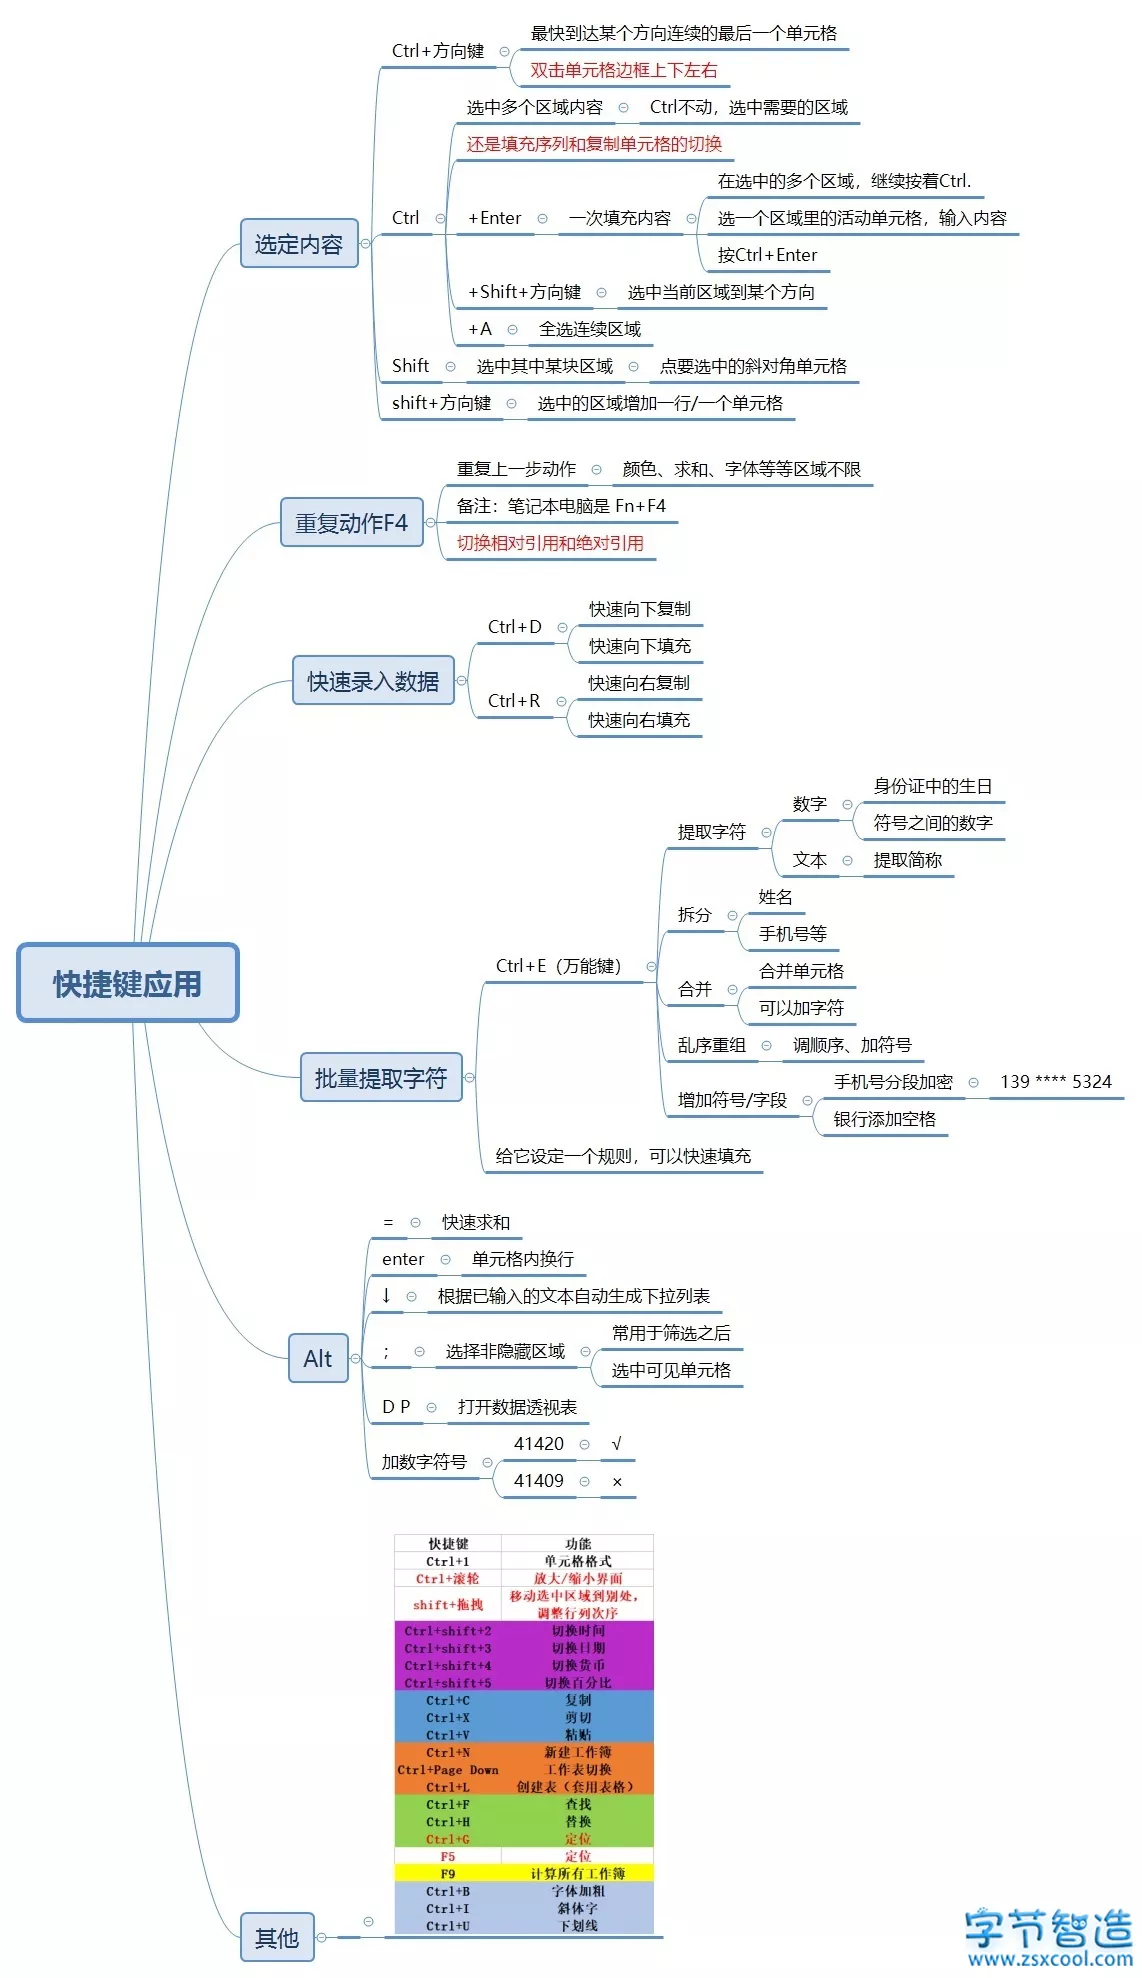 快捷键应用
选定内容
Ctrl+方向键
最快到达某个方向连续的最后一个单元格
双击单元格边框上下左右
Ctrl
选中多个区域内容
Ctrl不动，选中需要的区域
还是填充序列和复制单元格的切换
+Enter
一次填充内容
在选中的多个区域，继续按着Ctrl.
选一个区域里的活动单元格，输入内容
按Ctrl+Enter
+Shift+方向键
选中当前区域到某个方向
+A
全选连续区域
Shift
选中其中某块区域
点要选中的斜对角单元格
shift+方向键
选中的区域增加一行/一个单元格
重复动作F4
重复上一步动作
颜色、求和、字体等等区域不限
备注：笔记本电脑是 Fn+F4
切换相对引用和绝对引用
快速录入数据
Ctrl+D
快速向下复制
快速向下填充
Ctrl+R
快速向右复制
快速向右填充
批量提取字符
Ctrl+E（万能键）
提取字符
数字
身份证中的生日
符号之间的数字
文本
提取简称
拆分
姓名
手机号等
合并
合并单元格
可以加字符
乱序重组
调顺序、加符号
增加符号/字段
手机号分段加密
139 **** 5324
银行添加空格
给它设定一个规则，可以快速填充
Alt
=
快速求和
enter
单元格内换行
↓
根据已输入的文本自动生成下拉列表
；
选择非隐藏区域
常用于筛选之后
选中可见单元格
D P
打开数据透视表
加数字符号
41420
√
41409
×
其他
快捷键 功能
Ctrl+1 单元格格式
Ctrl+滚轮 放大/缩小界面
shift+拖拽 移动选中区域到别处，
调整行列次序
Ctrl+shift+2 切换时间
Ctrl+shift+3 切换日期
Ctrl+shift+4 切换货币
Ctrl+shift+5 切换百分比
Ctrl+C 复制
Ctrl+X 剪切
Ctrl+V 粘贴
Ctrl+N 新建工作簿
Ctrl+Page Down 工作表切换
Ctrl+L 创建表（套用表格）
Ctrl+F 查找
Ctrl+H 替换
Ctrl+G 定位
F5 定位
F9 计算所有工作簿
Ctrl+B 字体加粗
Ctrl+I 斜体字
Ctrl+U 下划线
字节智造
www.zsxcool.com